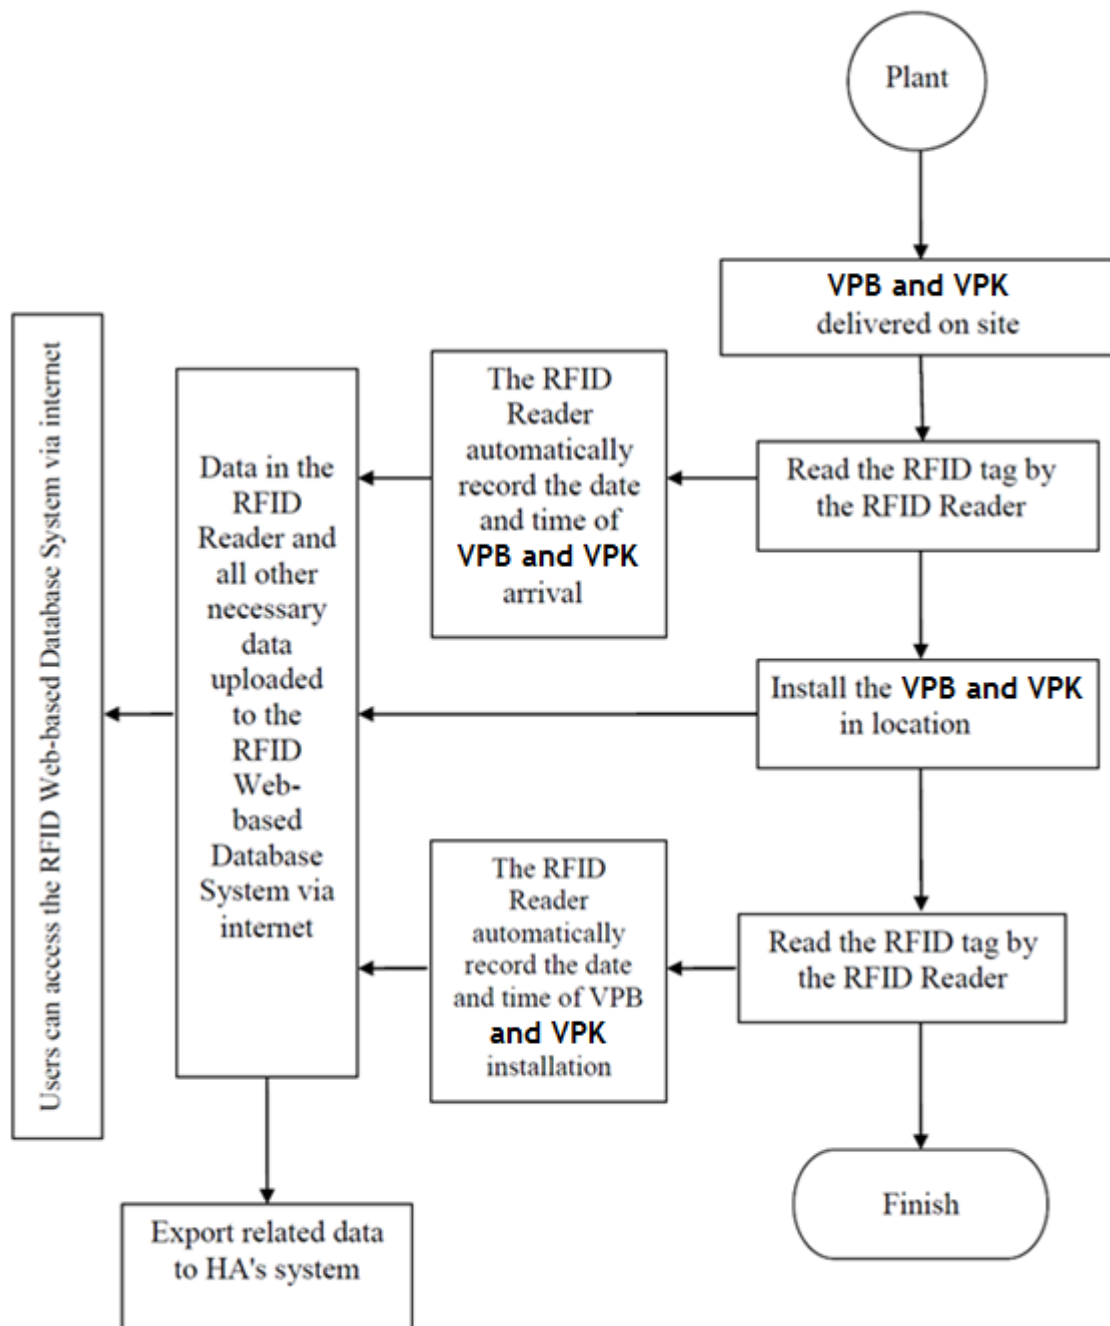 Plant
VPB and VPK
delivered on site
Read the RFID tag by
the RFID Reader
The RFID
Reader
automatically
record the date
and time of
VPB and VPK
arrival
Install the VPB and VPK
in location
Read the RFID tag by
the RFID Reader
The RFID
Reader
automatically
record the date
and time of VPB
and VPK
installation
Finish
Data in the
RFID
Reader and
all other
necessary
data
uploaded
to the
RFID
Web-
based
Database
System via
internet
Users can access the RFID Web-based Database System via internet
Export related data
to HA's system